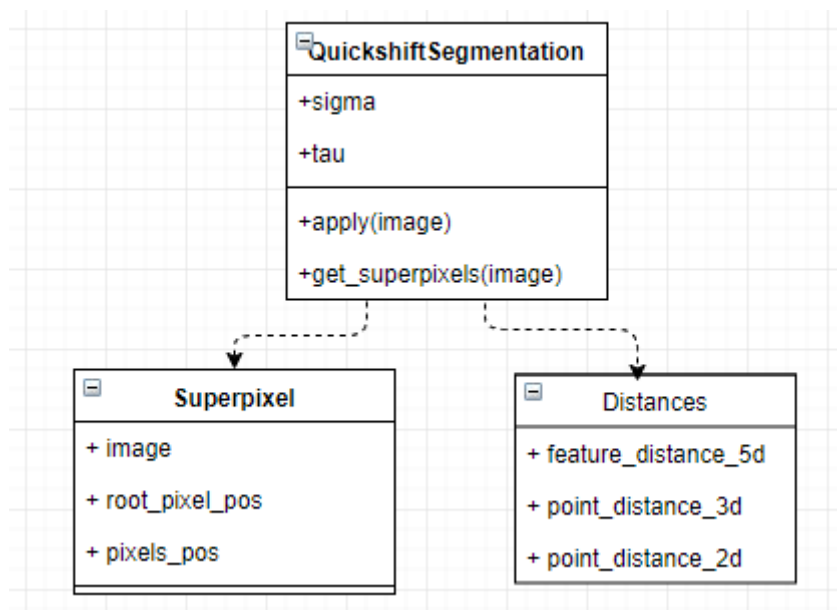 QuickshiftSegmentation
+sigma
+tau
+apply(image)
+get_superpixels(image)
Superpixel
+ image
+ root_pixel_pos
+ pixels_pos
Distances
+ feature_distance_5d
+ point_distance_3d
+ point_distance_2d